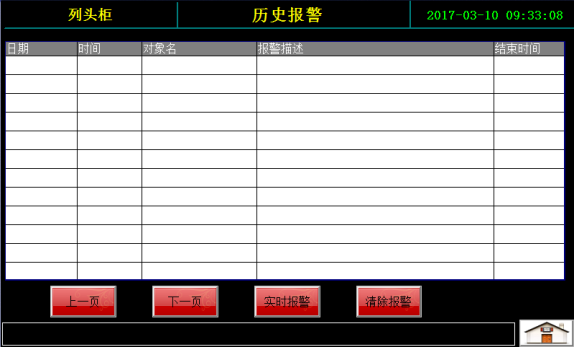 列头柜 历史报警 2017-03-10 09:33:08
日期 时间 对象名 报警描述 结束时间
上一页 下一页 实时报警 清除报警